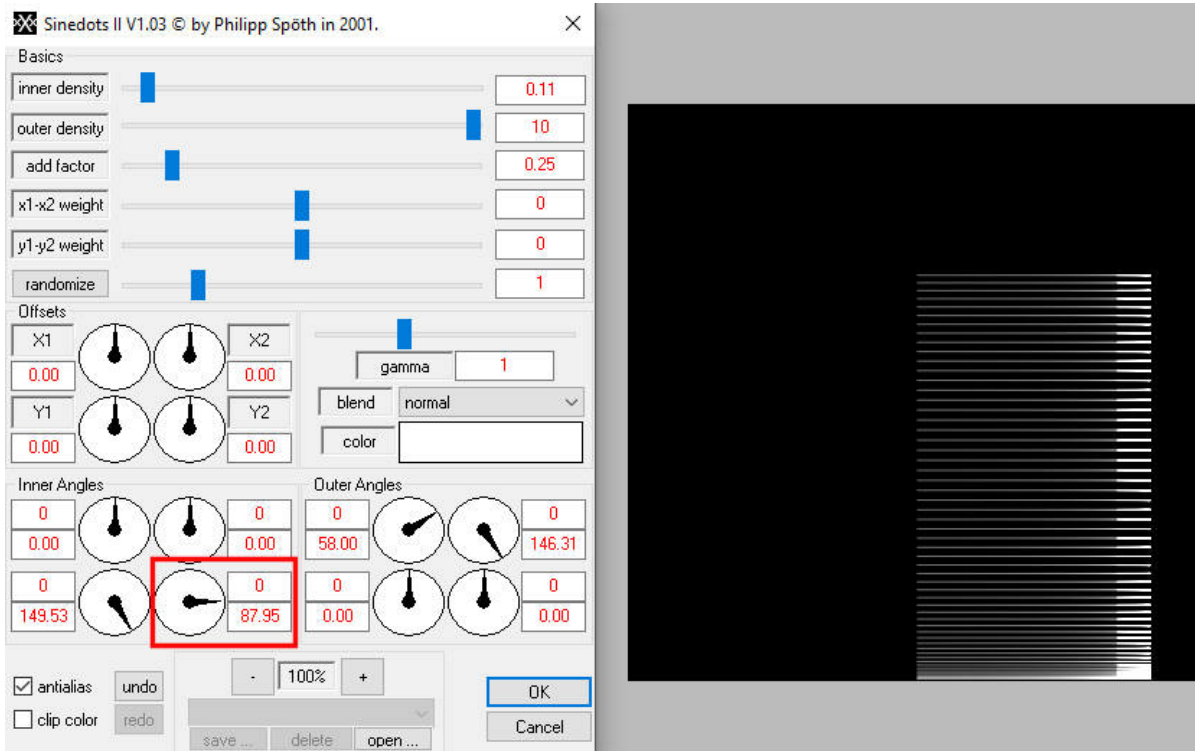 Sinedots II V1.03 © by Philipp Spöth in 2001.
Basics
inner density 0.11
outer density 10
add factor 0.25
x1-x2 weight 0
y1-y2 weight 0
randomize 1
Offsets
X1 X2
0.00 0.00
Y1 Y2
0.00 0.00
gamma 1
blend normal
color
Inner Angles
0 0
0.00 0.00
0 0
149.53 87.95
Outer Angles
0 0
58.00 146.31
0 0
0.00 0.00
antialias undo
clip color redo
- 100% +
save ... delete open ...
OK
Cancel